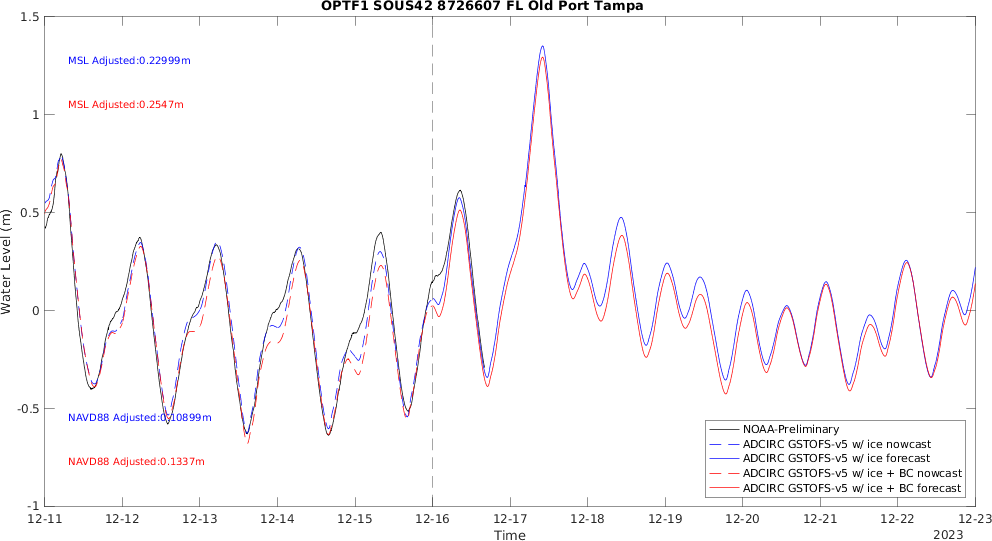 OPTF1 SOUS42 8726607 FL Old Port Tampa
1.5
1
0.5
0
-0.5
-1
Water Level (m)
MSL Adjusted:0.22999m
MSL Adjusted:0.2547m
NAVD88 Adjusted:0.10899m
NAVD88 Adjusted:0.1337m
NOAA-Preliminary
ADCIRC GSTOFS-v5 w/ ice nowcast
ADCIRC GSTOFS-v5 w/ ice forecast
ADCIRC GSTOFS-v5 w/ ice + BC nowcast
ADCIRC GSTOFS-v5 w/ ice + BC forecast
12-11 12-12 12-13 12-14 12-15 12-16 12-17 12-18 12-19 12-20 12-21 12-22 12-23
Time
2023